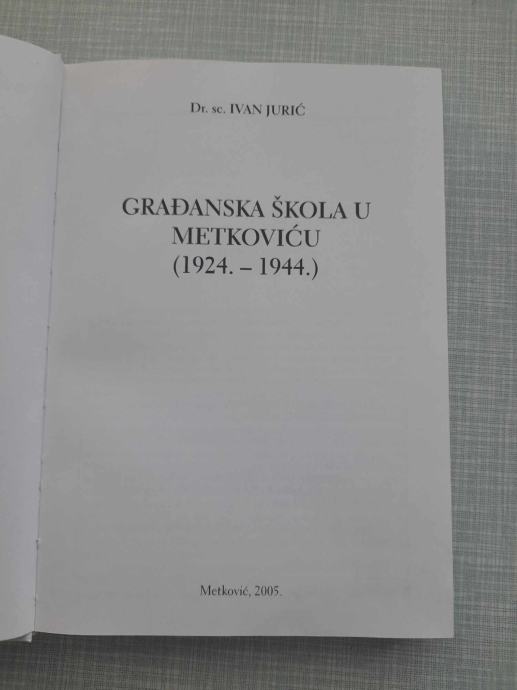 Dr. sc. IVAN JURIĆ
GRAĐANSKA ŠKOLA U
METKOVIĆU
(1924. – 1944.)
Metković, 2005.